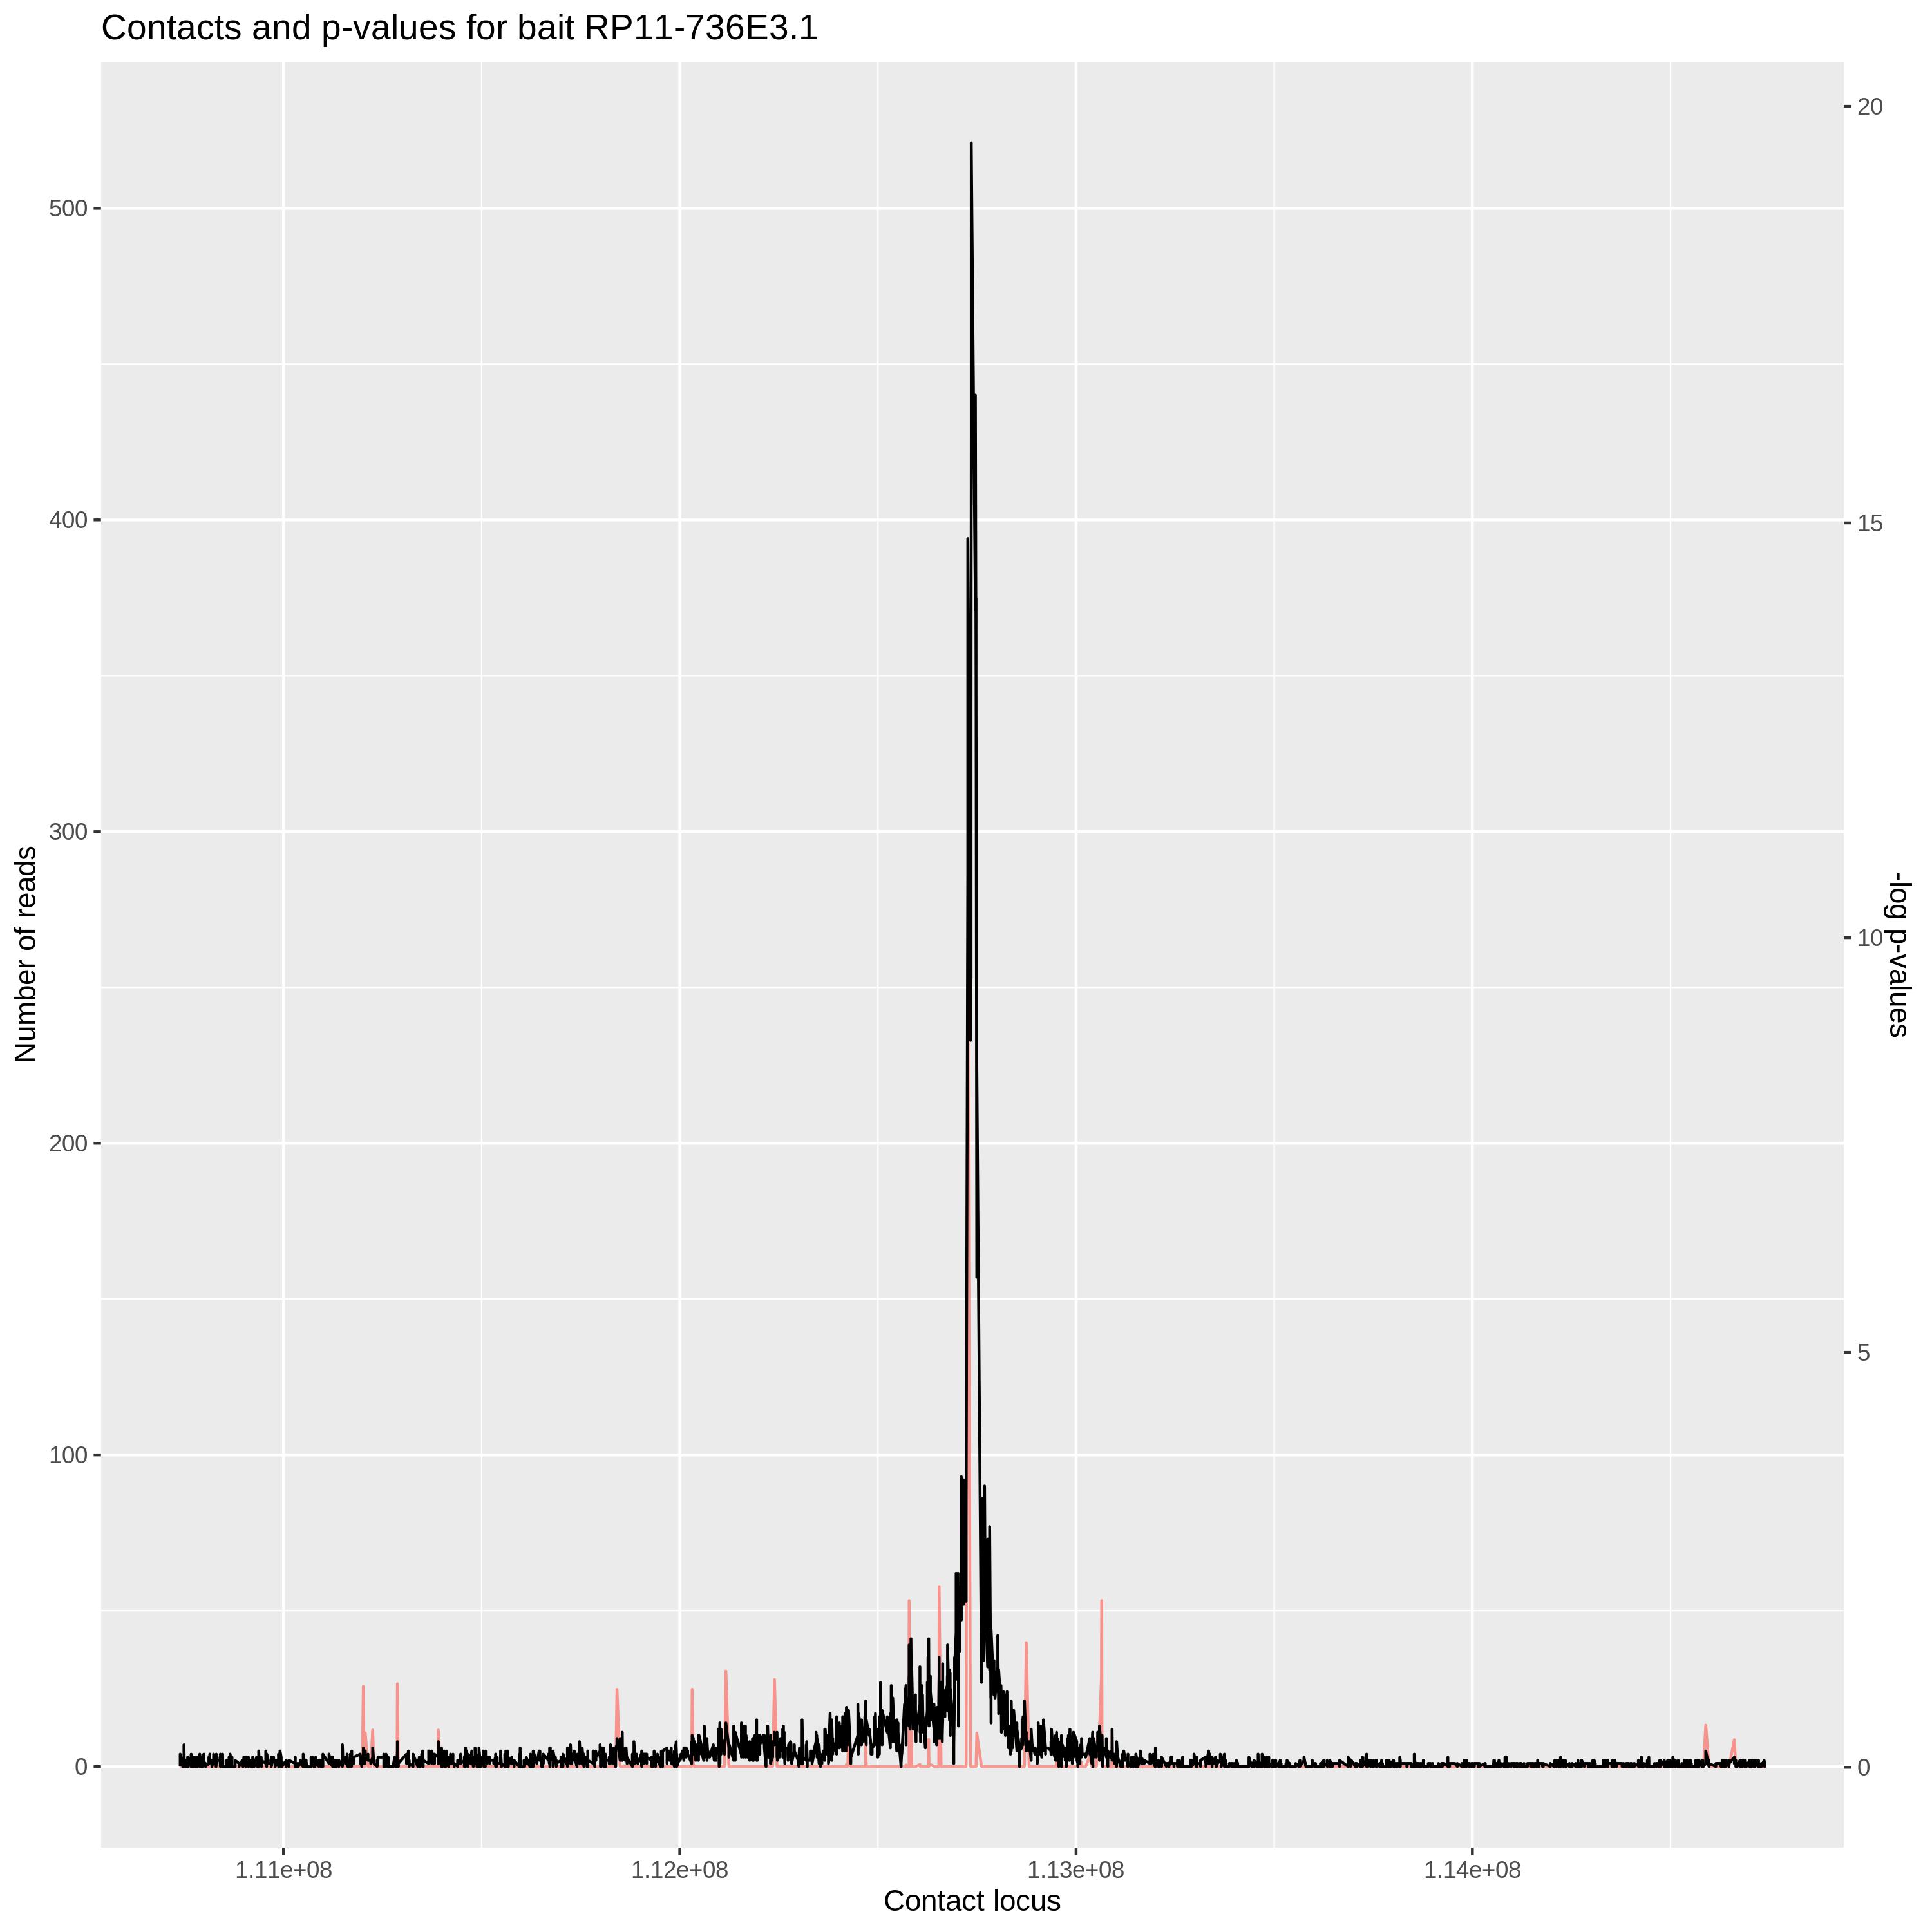 Contacts and p-values for bait RP11-736E3.1
500
400
300
200
100
0
Number of reads
20
15
10
5
0
-log p-values
1.11e+08
1.12e+08
1.13e+08
1.14e+08
Contact locus